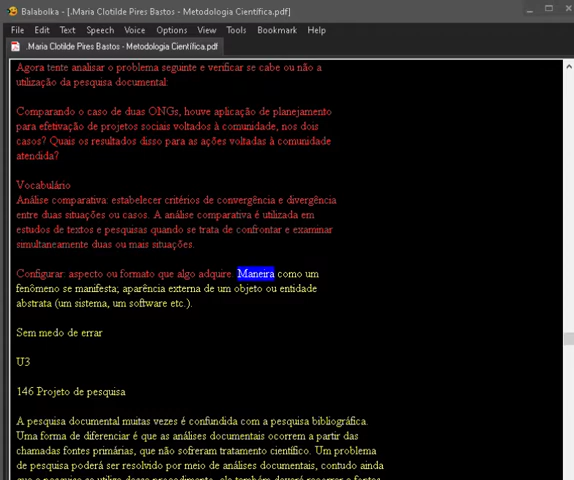 Balabolka - [.Maria Clotilde Pires Bastos - Metodologia Científica.pdf]
File Edit Text Speech Voice Options View Tools Bookmark Help
.Maria Clotilde Pires Bastos - Metodologia Científica.pdf
Agora tente analisar o problema seguinte e verificar se cabe ou não a
utilização da pesquisa documental:
Comparando o caso de duas ONGs, houve aplicação de planejamento
para efetivação de projetos sociais voltados à comunidade, nos dois
casos? Quais os resultados disso para as ações voltadas à comunidade
atendida?
Vocabulário
Análise comparativa: estabelecer critérios de convergência e divergência
entre duas situações ou casos. A análise comparativa é utilizada em
estudos de textos e pesquisas quando se trata de confrontar e examinar
simultaneamente duas ou mais situações.
Configurar: aspecto ou formato que algo adquire. Maneira como um
fenômeno se manifesta; aparência externa de um objeto ou entidade
abstrata (um sistema, um software etc.).
Sem medo de errar
U3
146 Projeto de pesquisa
A pesquisa documental muitas vezes é confundida com a pesquisa bibliográfica.
Uma forma de diferenciar é que as análises documentais ocorrem a partir das
chamadas fontes primárias, que não sofreram tratamento científico. Um problema
de pesquisa poderá ser resolvido por meio de análises documentais, contudo ainda